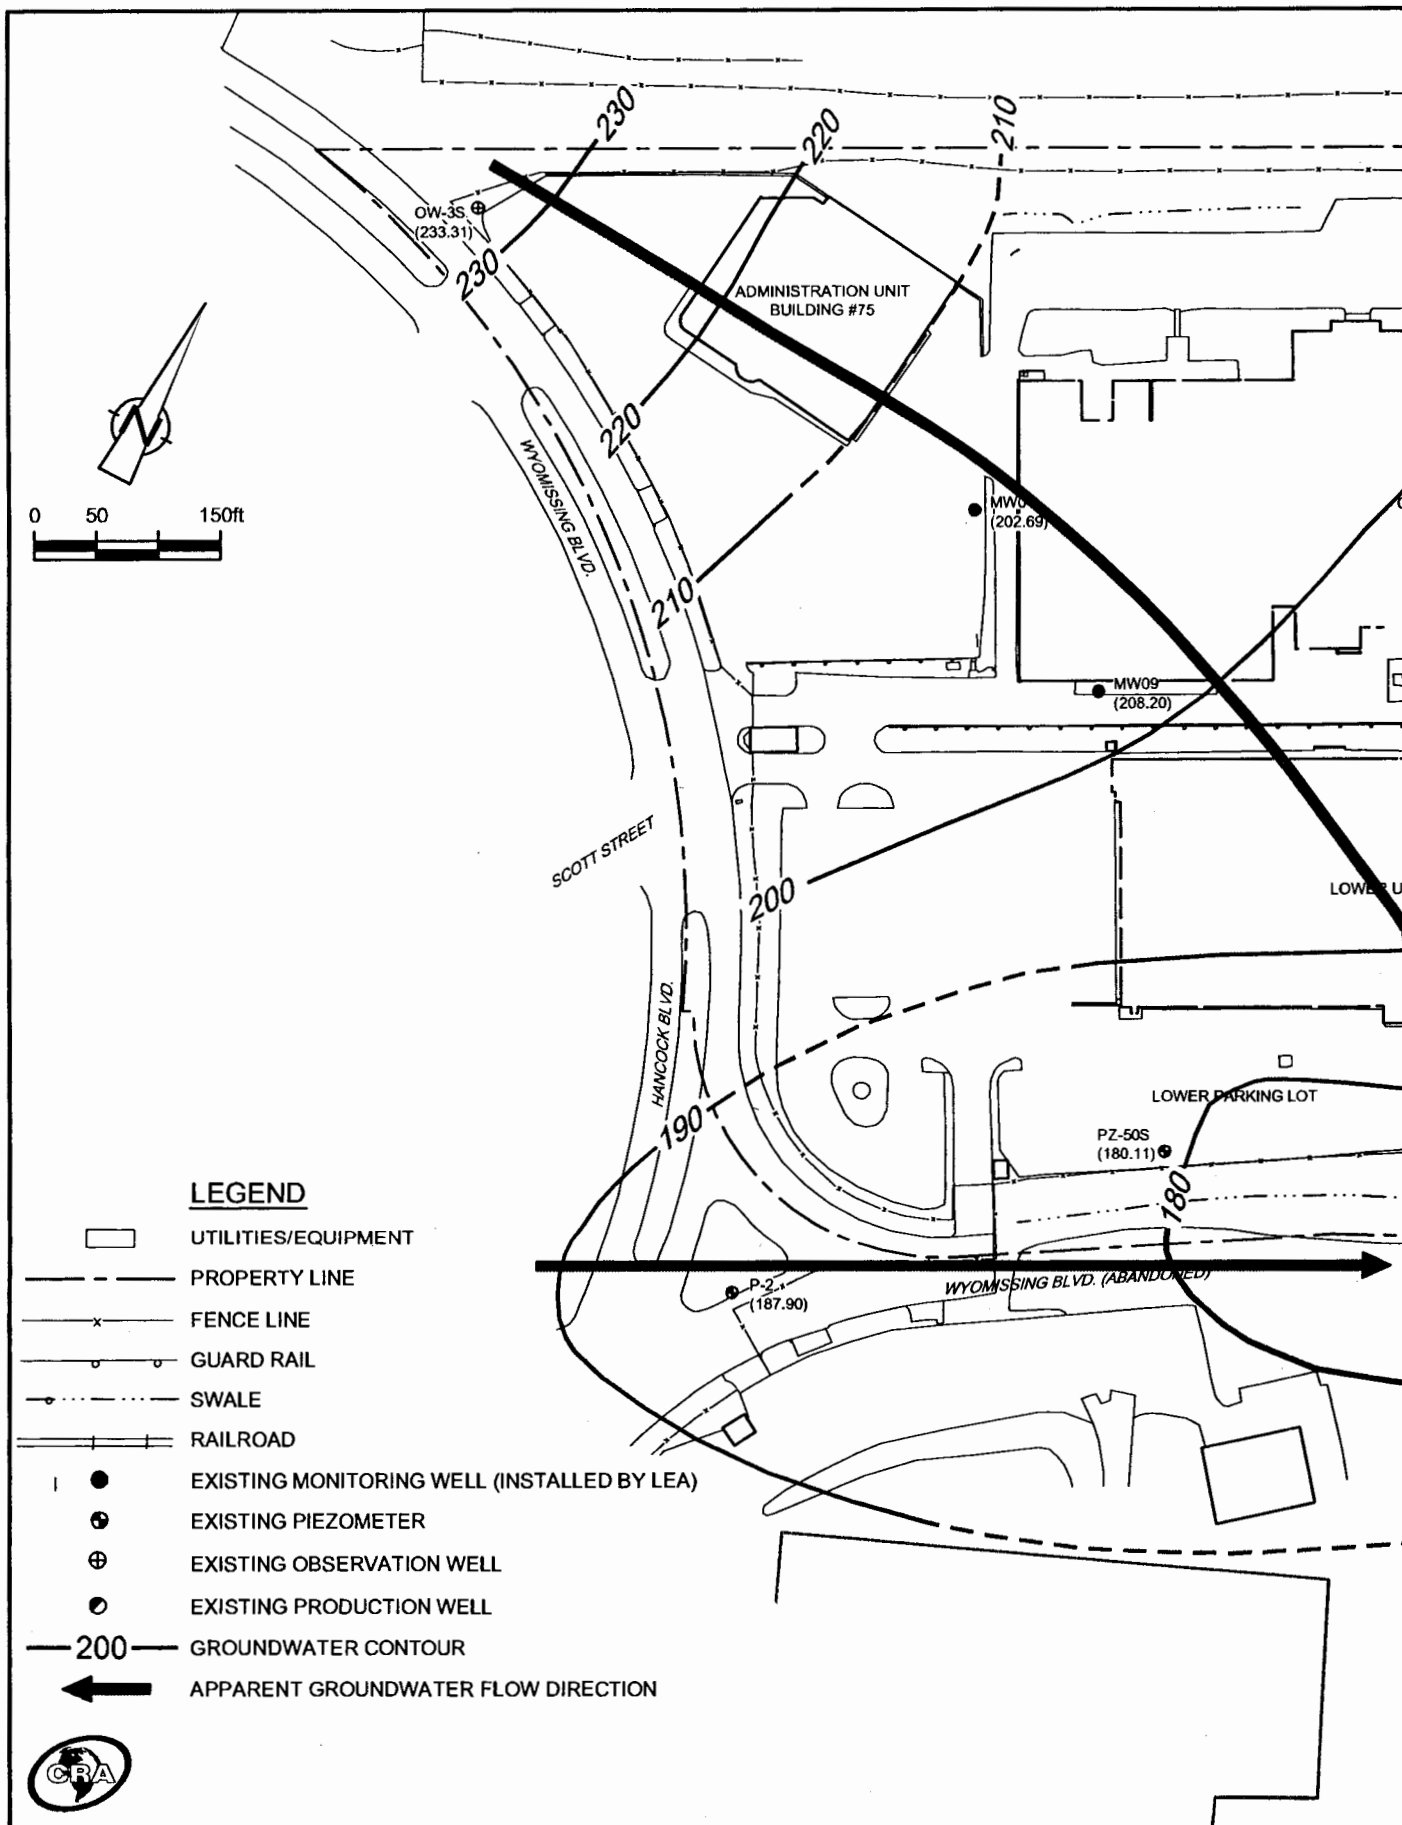 230
220
210
OW-3S
(233.31)
230
ADMINISTRATION UNIT
BUILDING #75
N
220
WYOMISSING BLVD.
0 50 150ft
(202.69)
210
MW09
(208.20)
SCOTT STREET
200
LOWER U
HANCOCK BLVD.
190
LOWER PARKING LOT
PZ-50S
(180.11)
180
WYOMISSING BLVD. (ABANDONED)
P-2
(187.90)
LEGEND
UTILITIES/EQUIPMENT
PROPERTY LINE
FENCE LINE
GUARD RAIL
SWALE
RAILROAD
EXISTING MONITORING WELL (INSTALLED BY LEA)
EXISTING PIEZOMETER
EXISTING OBSERVATION WELL
EXISTING PRODUCTION WELL
200 GROUNDWATER CONTOUR
APPARENT GROUNDWATER FLOW DIRECTION
CRA